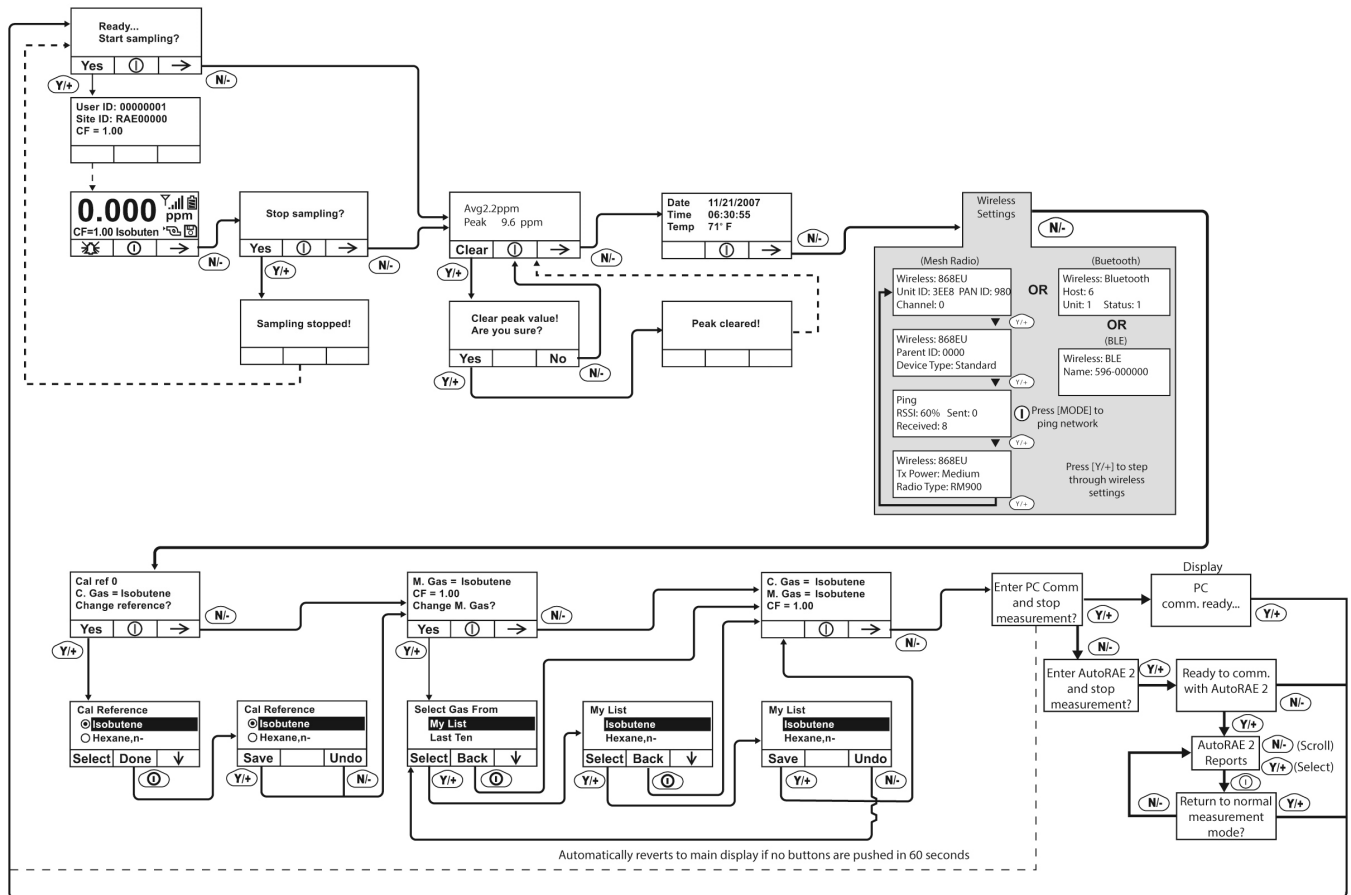 Ready...
Start sampling?
Yes
N/-
Y/+
User ID: 00000001
Site ID: RAE00000
CF = 1.00
0.000 ppm
CF=1.00 Isobuten
N/-
Stop sampling?
Yes
N/-
Y/+
Sampling stopped!
Avg2.2ppm
Peak 9.6 ppm
Clear
N/-
Y/+
Clear peak value!
Are you sure?
Yes No
N/-
Y/+
Peak cleared!
Date 11/21/2007
Time 06:30:55
Temp 71° F
N/-
Wireless
Settings
N/-
(Mesh Radio)
Wireless: 868EU
Unit ID: 3EE8 PAN ID: 980
Channel: 0
Y/+
Wireless: 868EU
Parent ID: 0000
Device Type: Standard
Y/+
Ping
RSSI: 60% Sent: 0
Received: 8
Y/+
Press [MODE] to
ping network
Wireless: 868EU
Tx Power: Medium
Radio Type: RM900
Y/+
OR
(Buetooth)
Wireless: Bluetooth
Host: 6
Unit: 1 Status: 1
OR
(BLE)
Wireless: BLE
Name: 596-000000
Press [Y/+] to step
through wireless
settings
Cal ref 0
C. Gas = Isobutene
Change reference?
Yes
N/-
Y/+
Cal Reference
Isobutene
Hexane,n-
Select Done
Cal Reference
Isobutene
Hexane,n-
Save Undo
Y/+
N/-
M. Gas = Isobutene
CF = 1.00
Change M. Gas?
Yes
N/-
Y/+
Select Gas From
My List
Last Ten
Select Back
Y/+
My List
Isobutene
Hexane,n-
Select Back
Y/+
My List
Isobutene
Hexane,n-
Save Undo
Y/+
N/-
C. Gas = Isobutene
M. Gas = Isobutene
CF = 1.00
N/-
Enter PC Comm
and stop
measurement?
Y/+
N/-
Display
PC
comm. ready...
Y/+
Enter AutoRAE 2
and stop
measurement?
Y/+
Ready to comm.
with AutoRAE 2
N/-
Y/+
AutoRAE 2
Reports
N/- (Scroll)
Y/+ (Select)
Return to normal
measurement
mode?
N/-
Y/+
Automatically reverts to main display if no buttons are pushed in 60 seconds